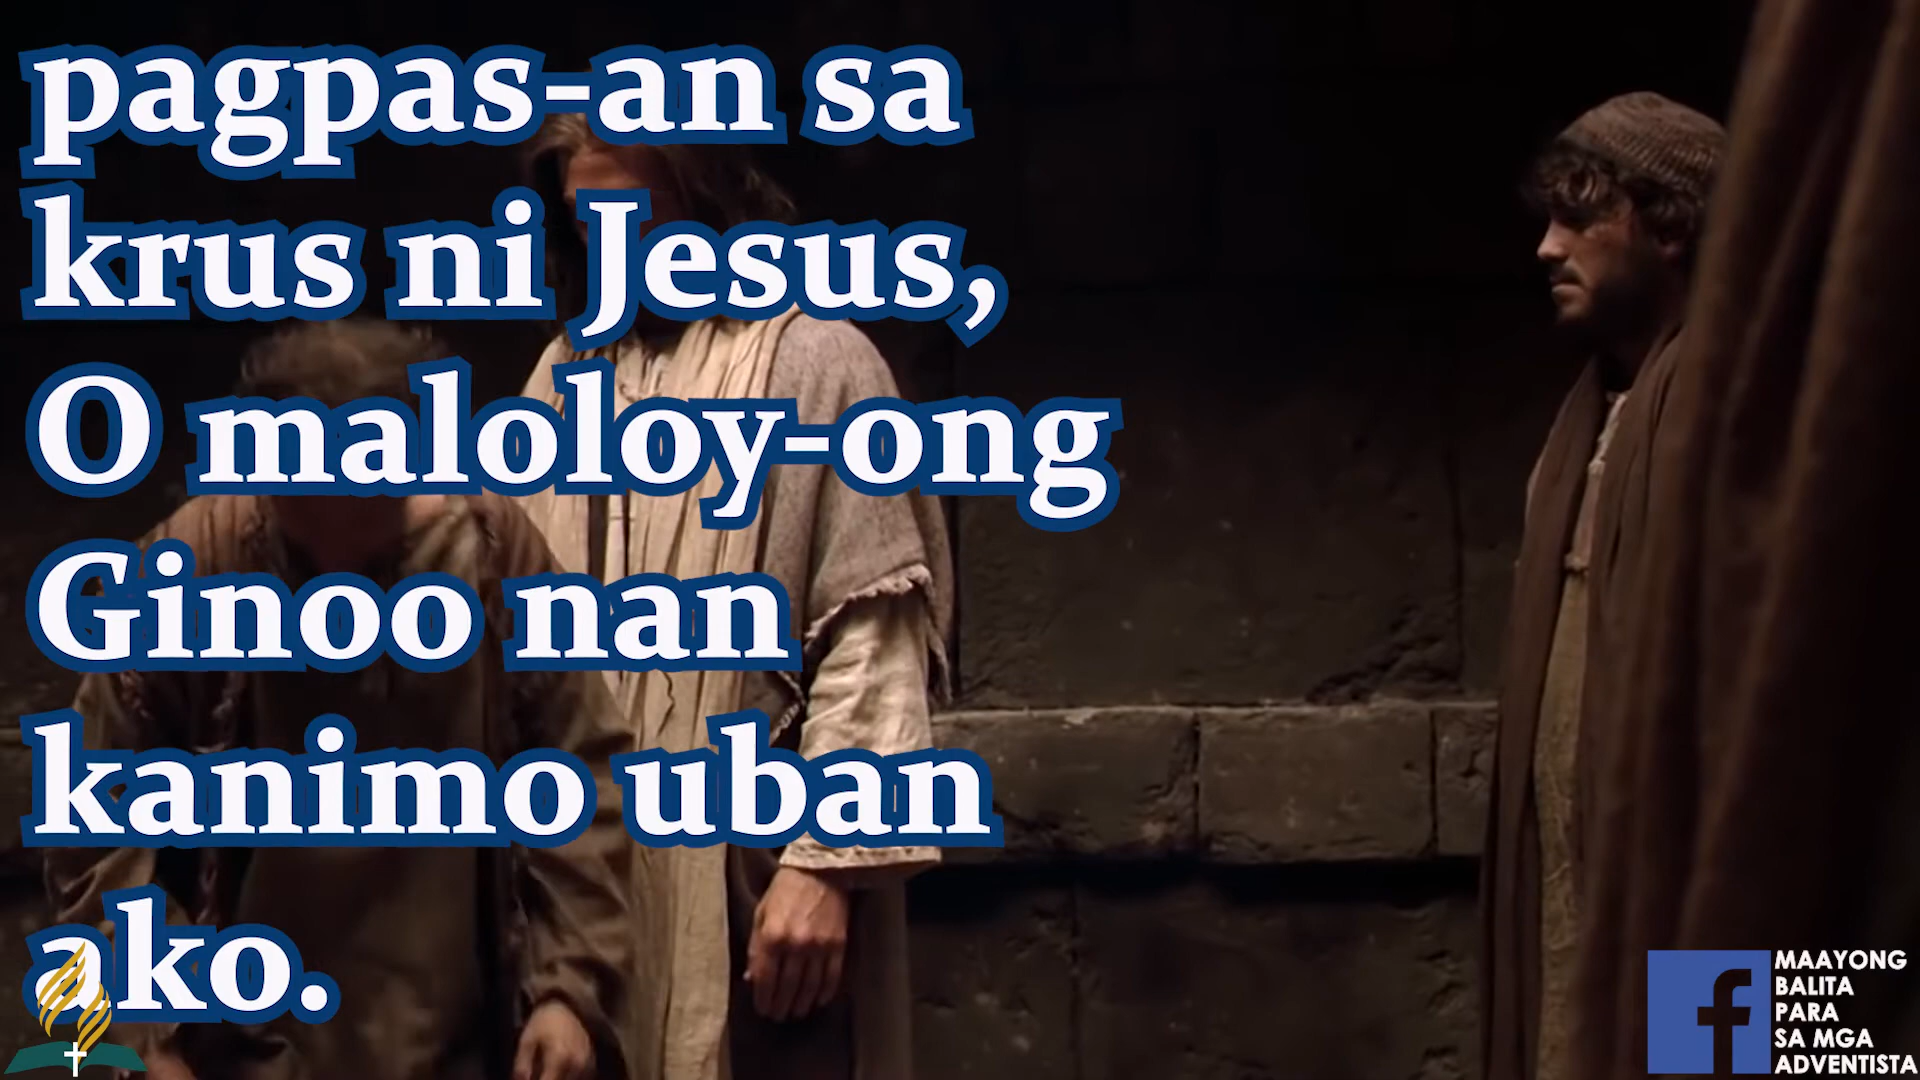 pagpas-an sa
krus ni Jesus,
O maloloy-ong
Ginoo nan
kanimo uban
ako.
f
MAAYONG
BALITA
PARA
SA MGA
ADVENTISTA